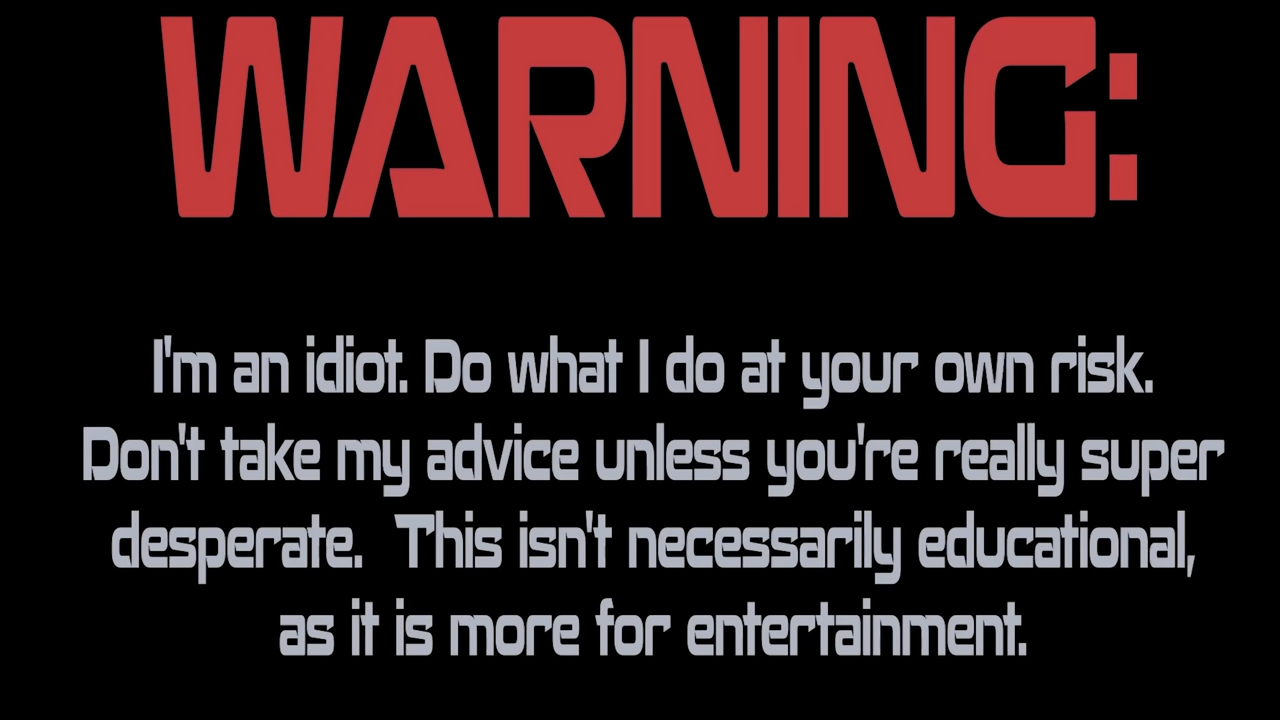 WARNING:
I'm an idiot. Do what I do at your own risk.
Don't take my advice unless you're really super
desperate.  This isn't necessarily educational,
as it is more for entertainment.